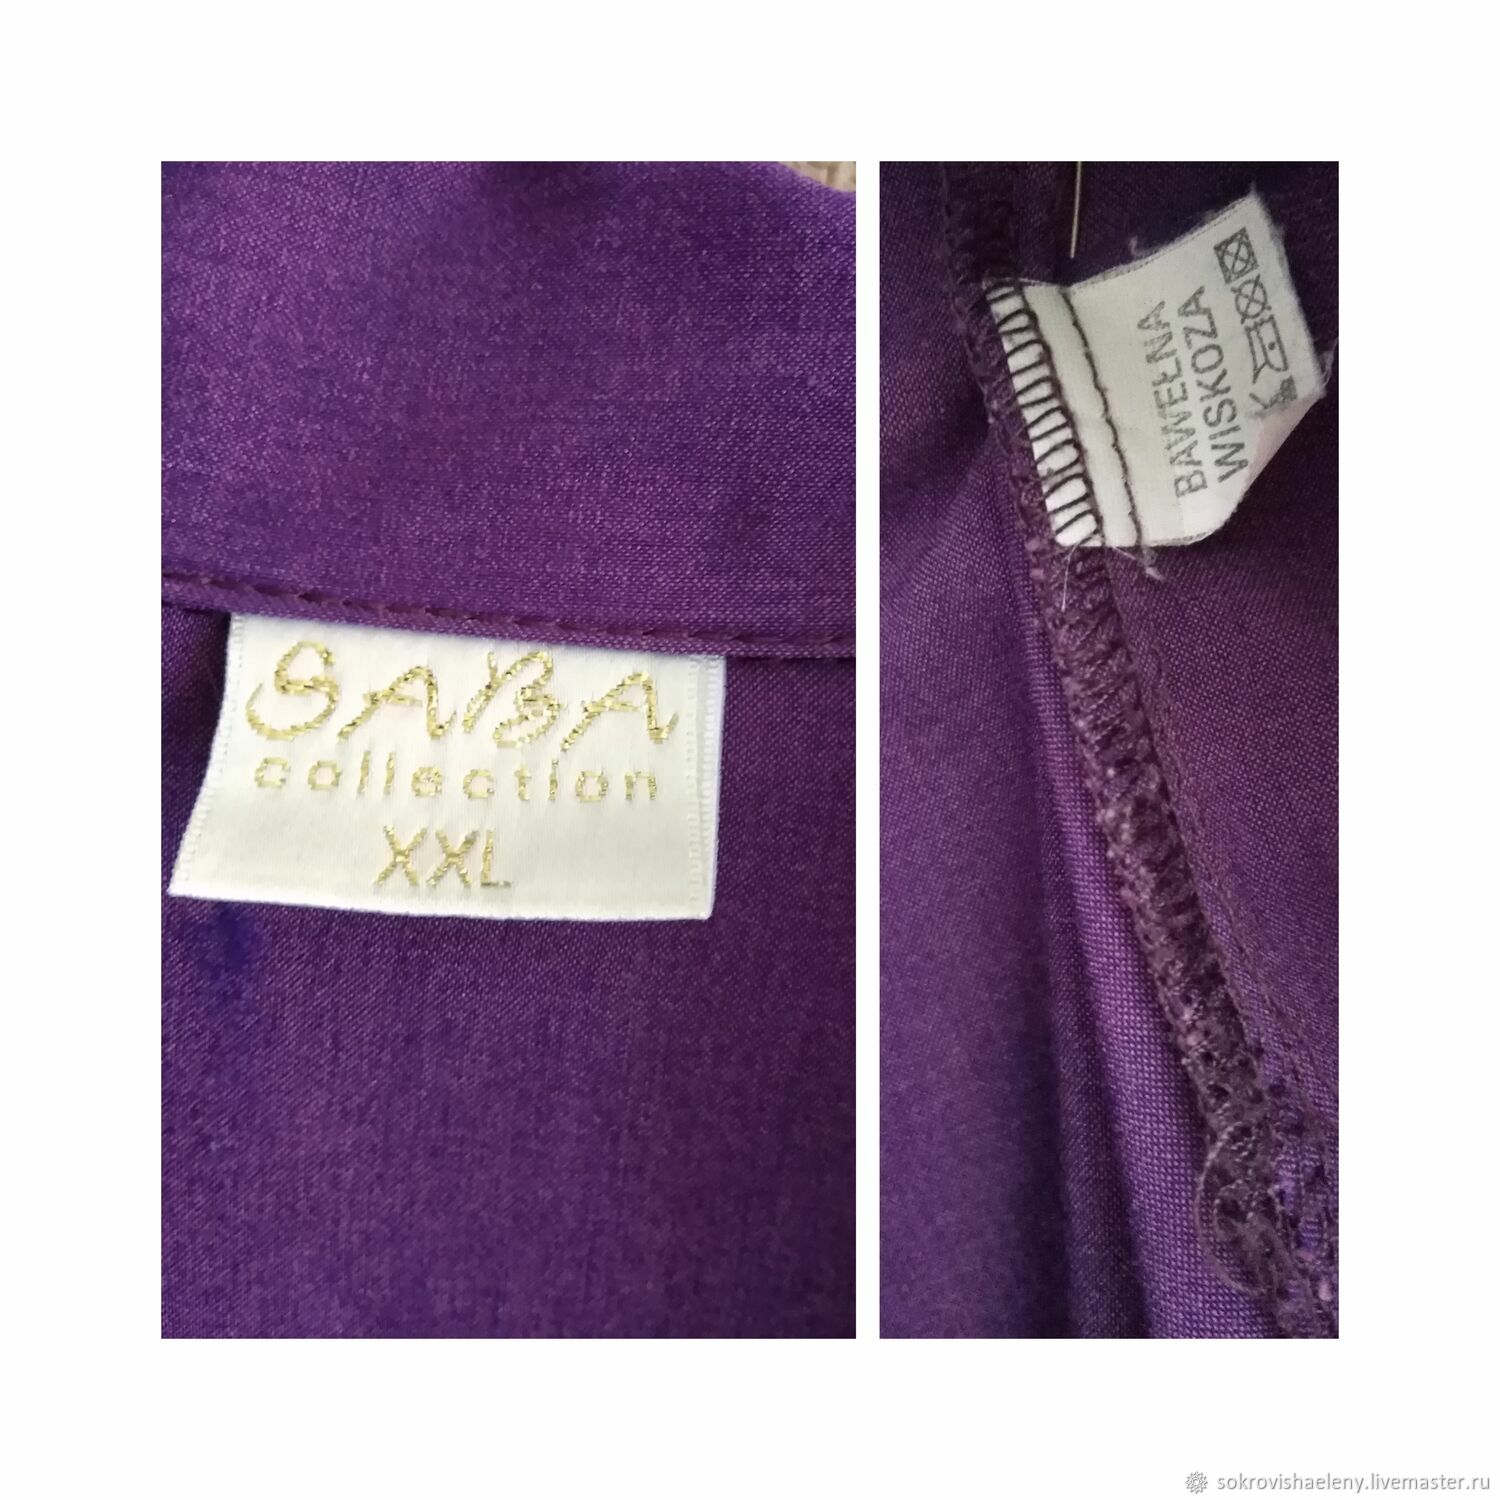 SABA
collection
XXL
BAWEŁNA
WISKOZA
sokrovishaeleny.livemaster.ru